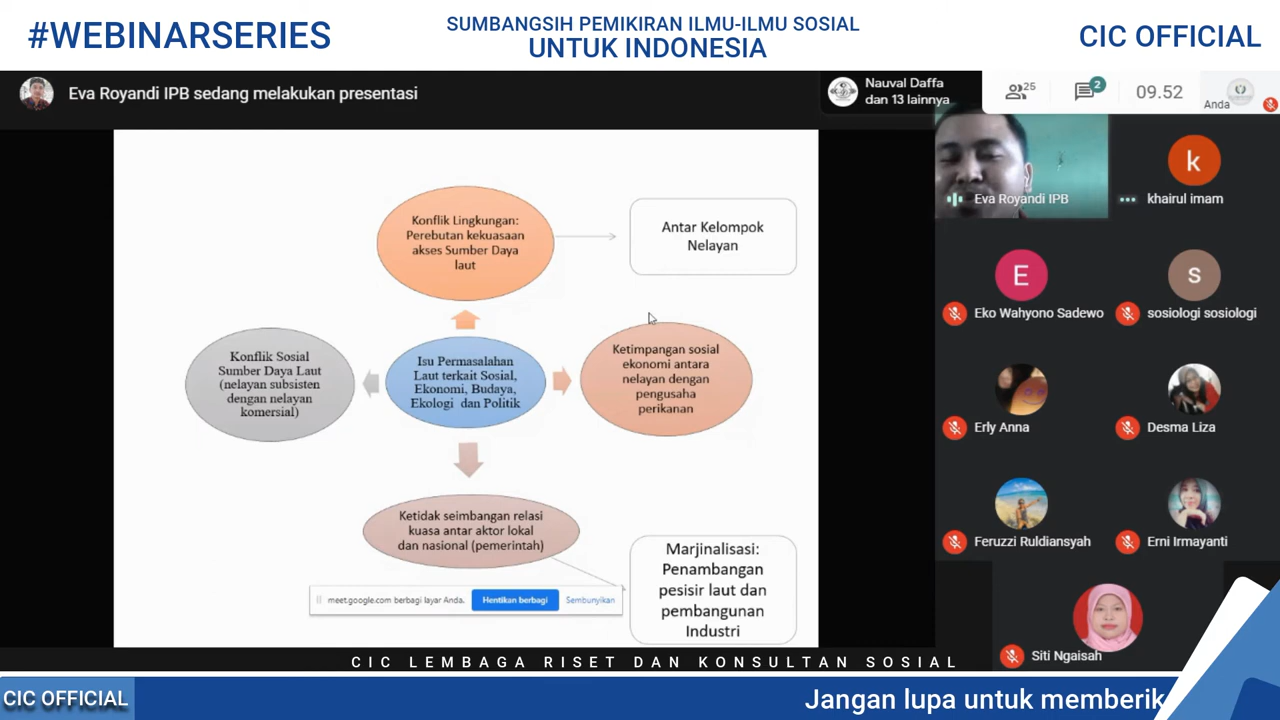 #WEBINARSERIES
SUMBANGSIH PEMIKIRAN ILMU-ILMU SOSIAL
UNTUK INDONESIA
CIC OFFICIAL
Eva Royandi IPB sedang melakukan presentasi
Nauval Daffa
dan 13 lainnya
25
2
09.52
Anda
Konflik Lingkungan:
Perebutan kekuasaan
akses Sumber Daya
laut
Antar Kelompok
Nelayan
Konflik Sosial
Sumber Daya Laut
(nelayan subsisten
dengan nelayan
komersial)
Isu Permasalahan
Laut terkait Sosial,
Ekonomi, Budaya,
Ekologi dan Politik
Ketimpangan sosial
ekonomi antara
nelayan dengan
pengusaha
perikanan
Ketidak seimbangan relasi
kuasa antar aktor lokal
dan nasional (pemerintah)
Marjinalisasi:
Penambangan
pesisir laut dan
pembangunan
Industri
meet.google.com berbagi layar Anda.
Hentikan berbagi
Sembunyikan
Eva Royandi IPB
k
khairul imam
E
Eko Wahyono Sadewo
s
sosiologi sosiologi
Erly Anna
Desma Liza
Feruzzi Ruldiansyah
Erni Irmayanti
Siti Ngaisah
CIC LEMBAGA RISET DAN KONSULTAN SOSIAL
CIC OFFICIAL
Jangan lupa untuk memberik